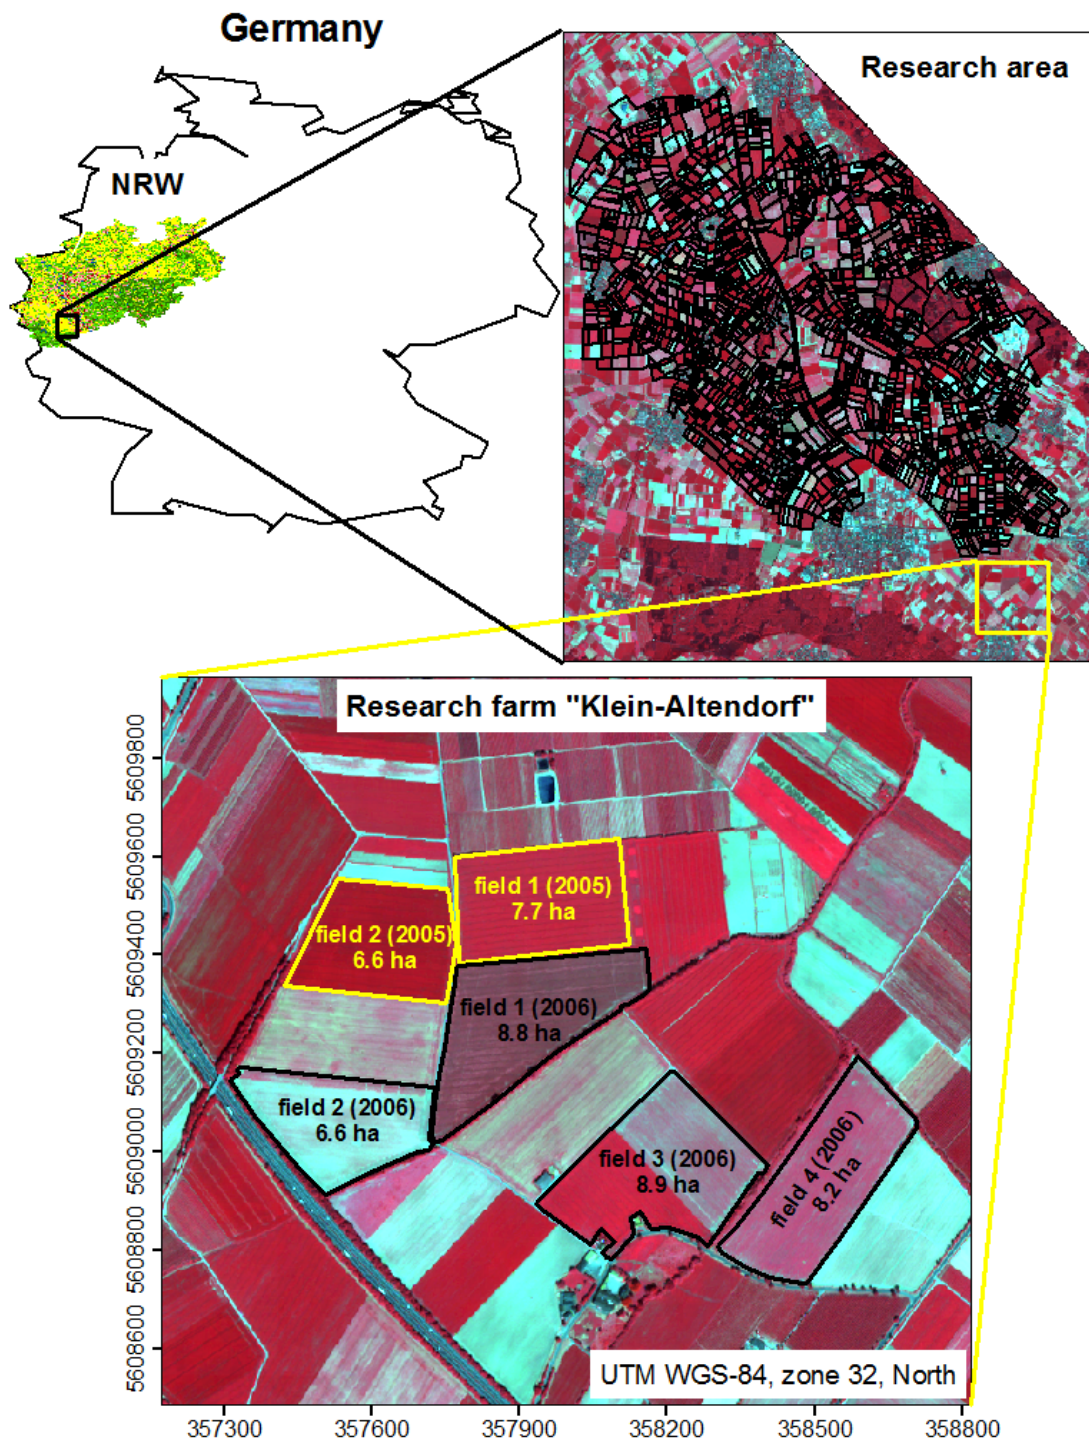 Germany
Research area
NRW
Research farm "Klein-Altendorf"
field 1 (2005)
7.7 ha
field 2 (2005)
6.6 ha
field 1 (2006)
8.8 ha
field 2 (2006)
6.6 ha
field 3 (2006)
8.9 ha
field 4 (2006)
8.2 ha
UTM WGS-84, zone 32, North
5609800
5609600
5609400
5609200
5609000
5608800
5608600
357300
357600
357900
358200
358500
358800